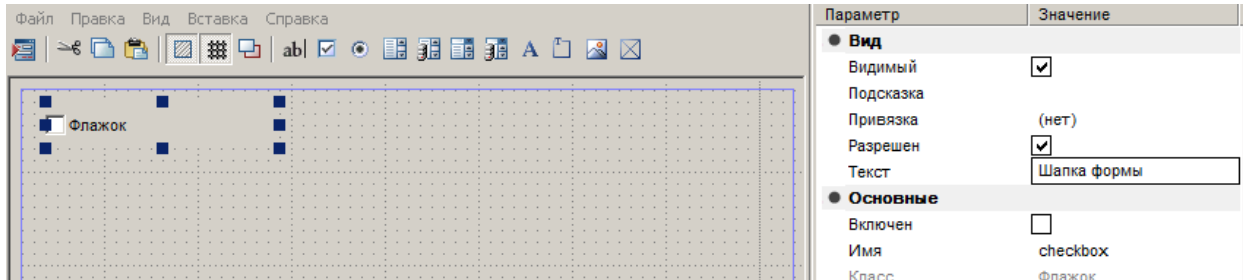 Файл Правка Вид Вставка Справка
ab|
A
Флажок
Параметр Значение
Вид
Видимый
Подсказка
Привязка (нет)
Разрешен
Текст Шапка формы
Основные
Включен
Имя checkbox
Класс Флажок